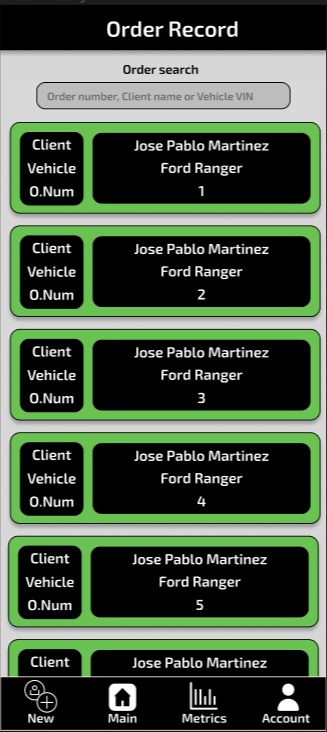 Order Record
Order search
Order number, Client name or Vehicle VIN
Client Jose Pablo Martinez
Vehicle Ford Ranger
O.Num 1
Client Jose Pablo Martinez
Vehicle Ford Ranger
O.Num 2
Client Jose Pablo Martinez
Vehicle Ford Ranger
O.Num 3
Client Jose Pablo Martinez
Vehicle Ford Ranger
O.Num 4
Client Jose Pablo Martinez
Vehicle Ford Ranger
O.Num 5
Client Jose Pablo Martinez
New Main Metrics Account